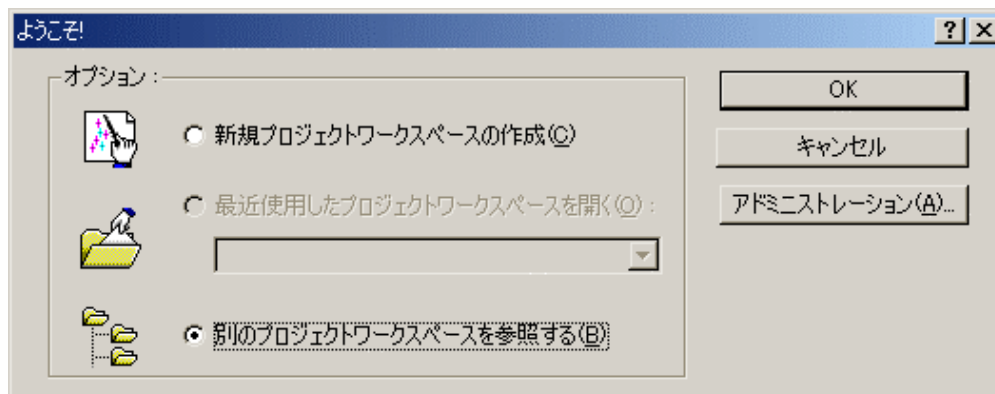 ようこそ!
オプション：
新規プロジェクトワークスペースの作成(C)
最近使用したプロジェクトワークスペースを開く(O)：
別のプロジェクトワークスペースを参照する(B)
OK
キャンセル
アドミニストレーション(A)...